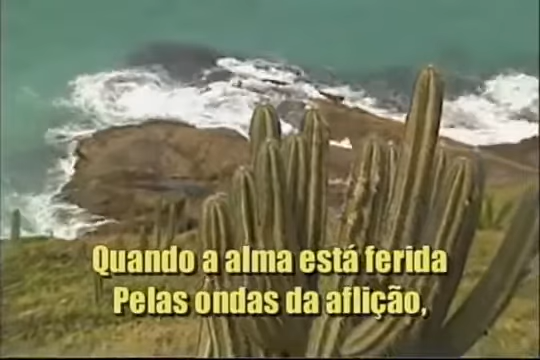 Quando a alma está ferida
Pelas ondas da aflição,